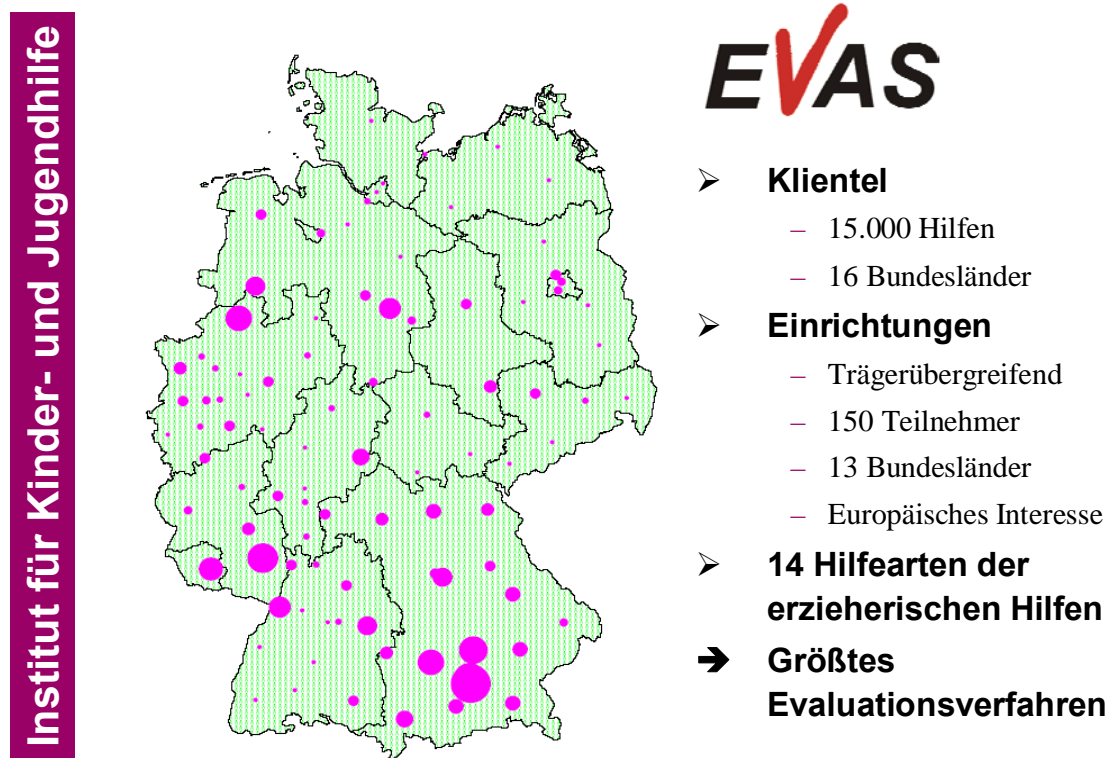 Institut für Kinder- und Jugendhilfe
EVAS
➢ Klientel
– 15.000 Hilfen
– 16 Bundesländer
➢ Einrichtungen
– Trägerübergreifend
– 150 Teilnehmer
– 13 Bundesländer
– Europäisches Interesse
➢ 14 Hilfearten der
erzieherischen Hilfen
➔ Größtes
Evaluationsverfahren